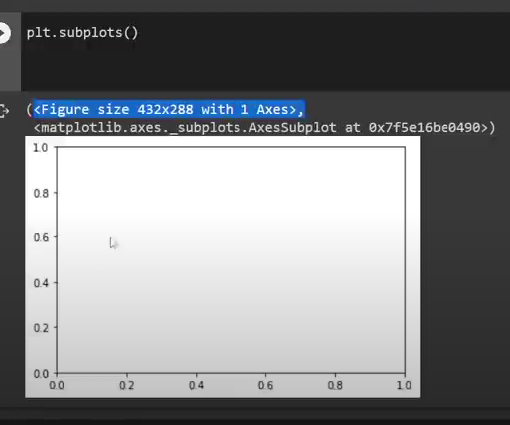 plt.subplots()
(<Figure size 432x288 with 1 Axes>,
<matplotlib.axes._subplots.AxesSubplot at 0x7f5e16be0490>)
1.0
0.8
0.6
0.4
0.2
0.0
0.0 0.2 0.4 0.6 0.8 1.0